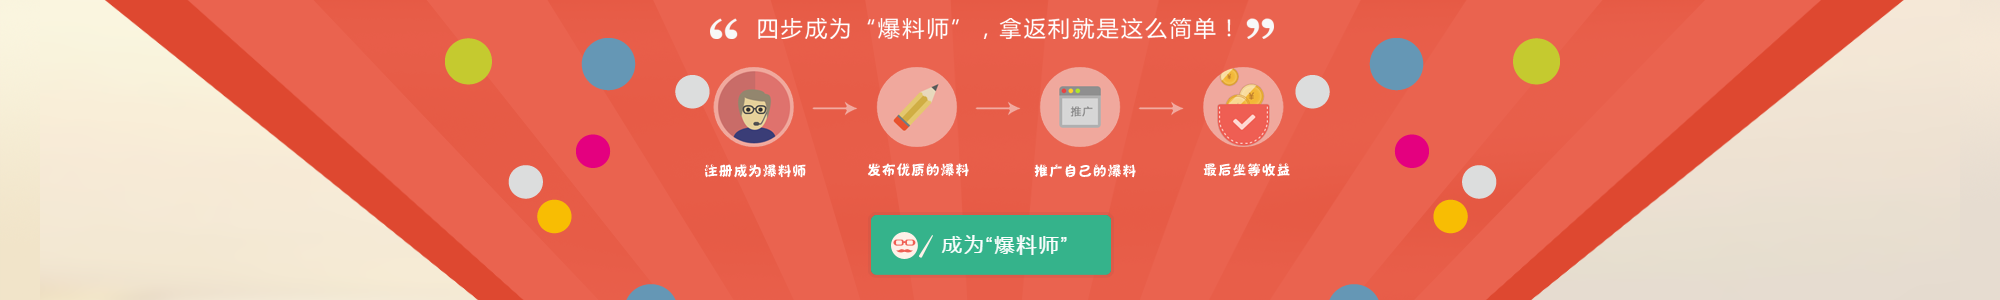 “ 四步成为“爆料师”，拿返利就是这么简单！ ”
推广
注册成为爆料师
发布优质的爆料
推广自己的爆料
最后坐等收益
成为“爆料师”